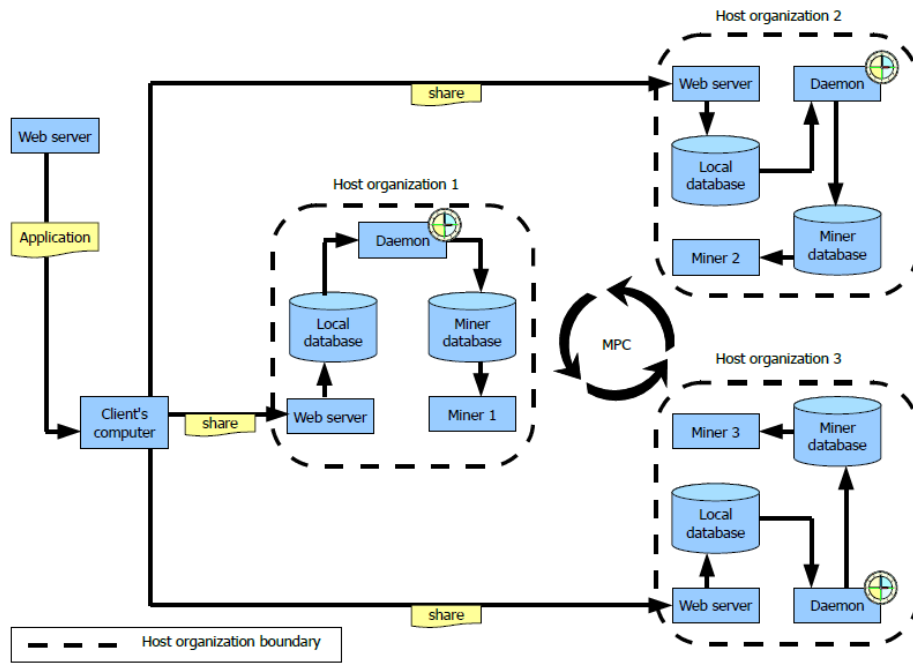 Host organization 2
share
Web server
Daemon
Local
database
Miner
database
Miner 2
Web server
Application
Host organization 1
Daemon
Local
database
Miner
database
Web server
Miner 1
MPC
Client's
computer
share
Host organization 3
Miner 3
Miner
database
Local
database
Web server
Daemon
share
Host organization boundary